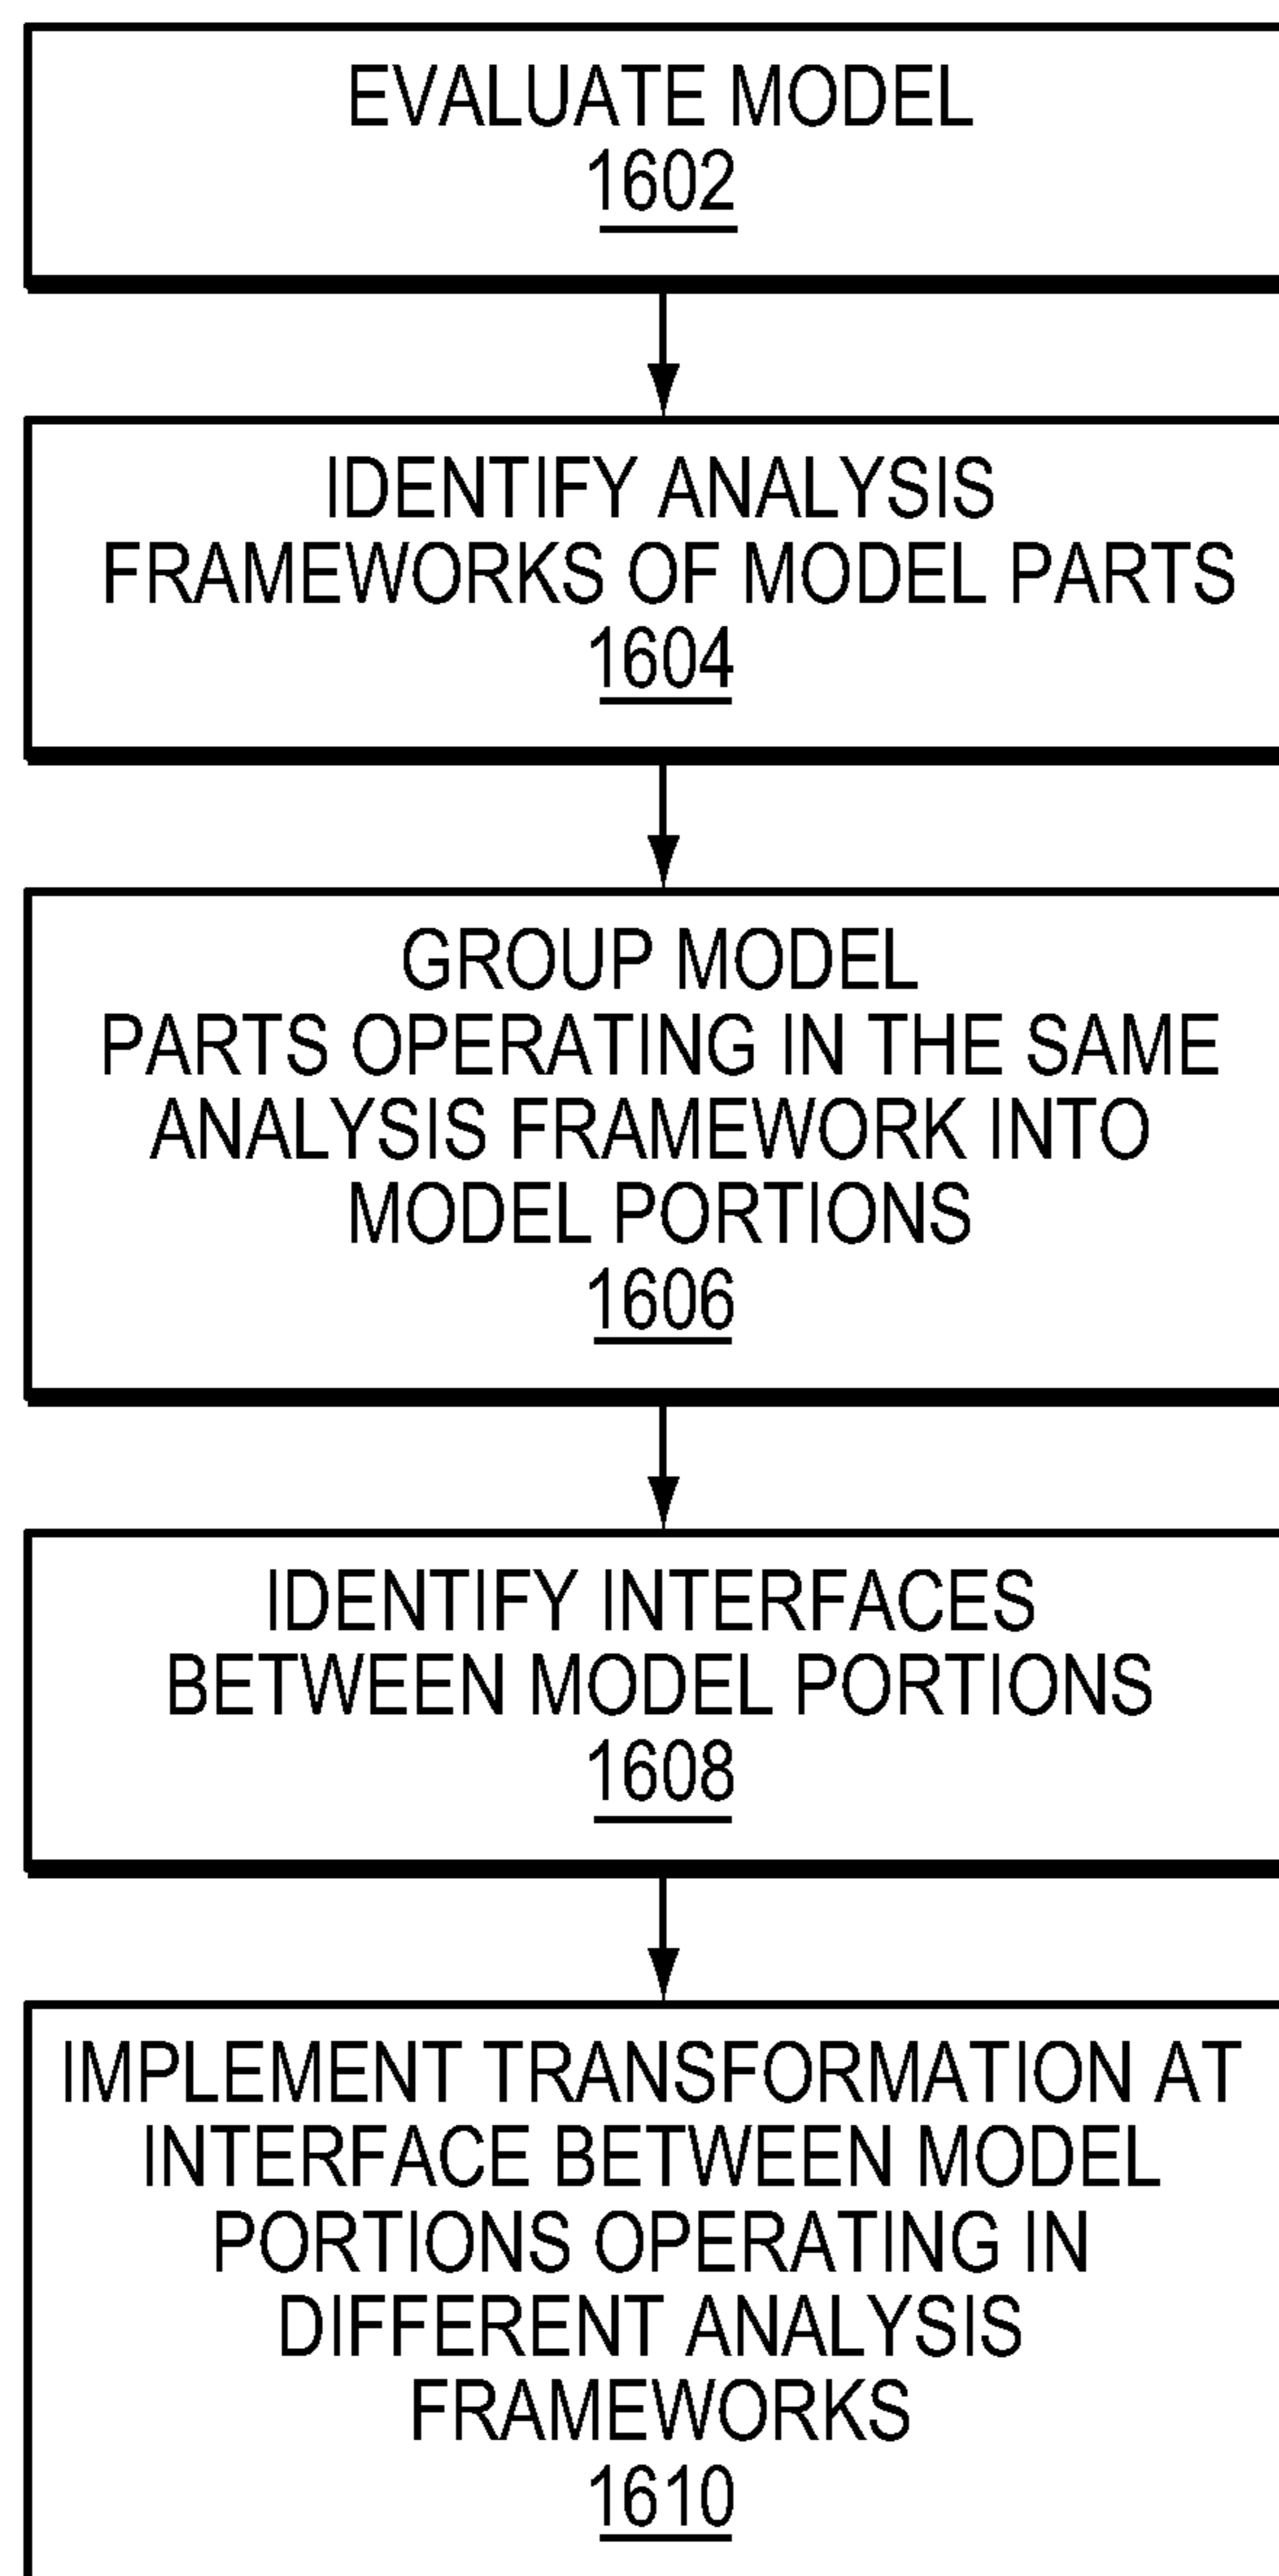 EVALUATE MODEL
1602
IDENTIFY ANALYSIS
FRAMEWORKS OF MODEL PARTS
1604
GROUP MODEL
PARTS OPERATING IN THE SAME
ANALYSIS FRAMEWORK INTO
MODEL PORTIONS
1606
IDENTIFY INTERFACES
BETWEEN MODEL PORTIONS
1608
IMPLEMENT TRANSFORMATION AT
INTERFACE BETWEEN MODEL
PORTIONS OPERATING IN
DIFFERENT ANALYSIS
FRAMEWORKS
1610